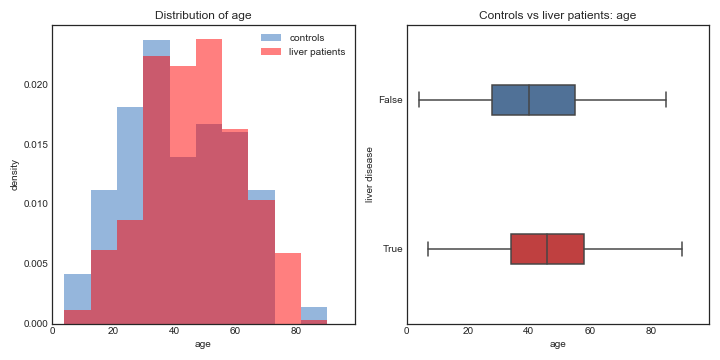 Distribution of age
controls
liver patients
density
0.020
0.015
0.010
0.005
0.000
0 20 40 60 80
age
Controls vs liver patients: age
liver disease
False
True
0 20 40 60 80
age